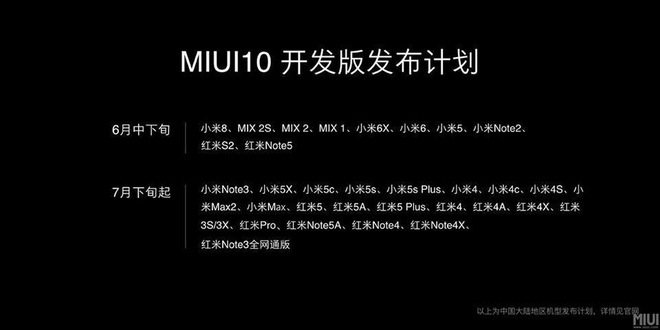 MIUI10 开发版发布计划
6月中下旬
小米8、MIX 2S、MIX 2、MIX 1、小米6X、小米6、小米5、小米Note2、
红米S2、红米Note5
7月下旬起
小米Note3、小米5X、小米5c、小米5s、小米5s Plus、小米4、小米4c、小米4S、小
米Max2、小米Max、红米5、红米5A、红米5 Plus、红米4、红米4A、红米4X、红米
3S/3X、红米Pro、红米Note5A、红米Note4、红米Note4X、
红米Note3全网通版
以上为中国大陆地区机型发布计划，详情见官网
MIUI